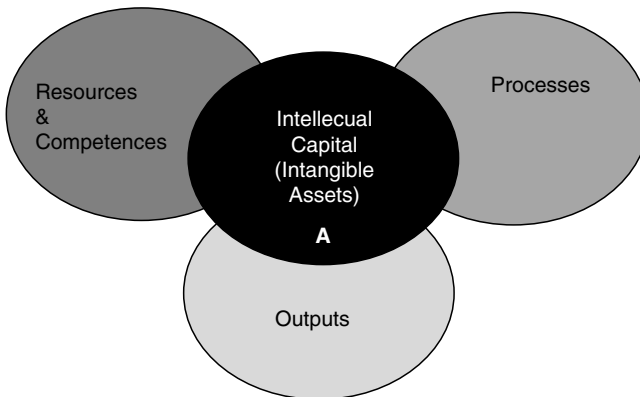 Resources
&
Competences
Intellecual
Capital
(Intangible
Assets)
A
Processes
Outputs